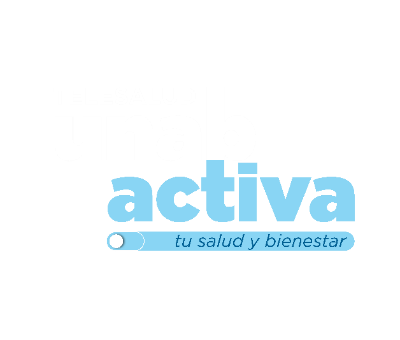 activa
tu salud y bienestar